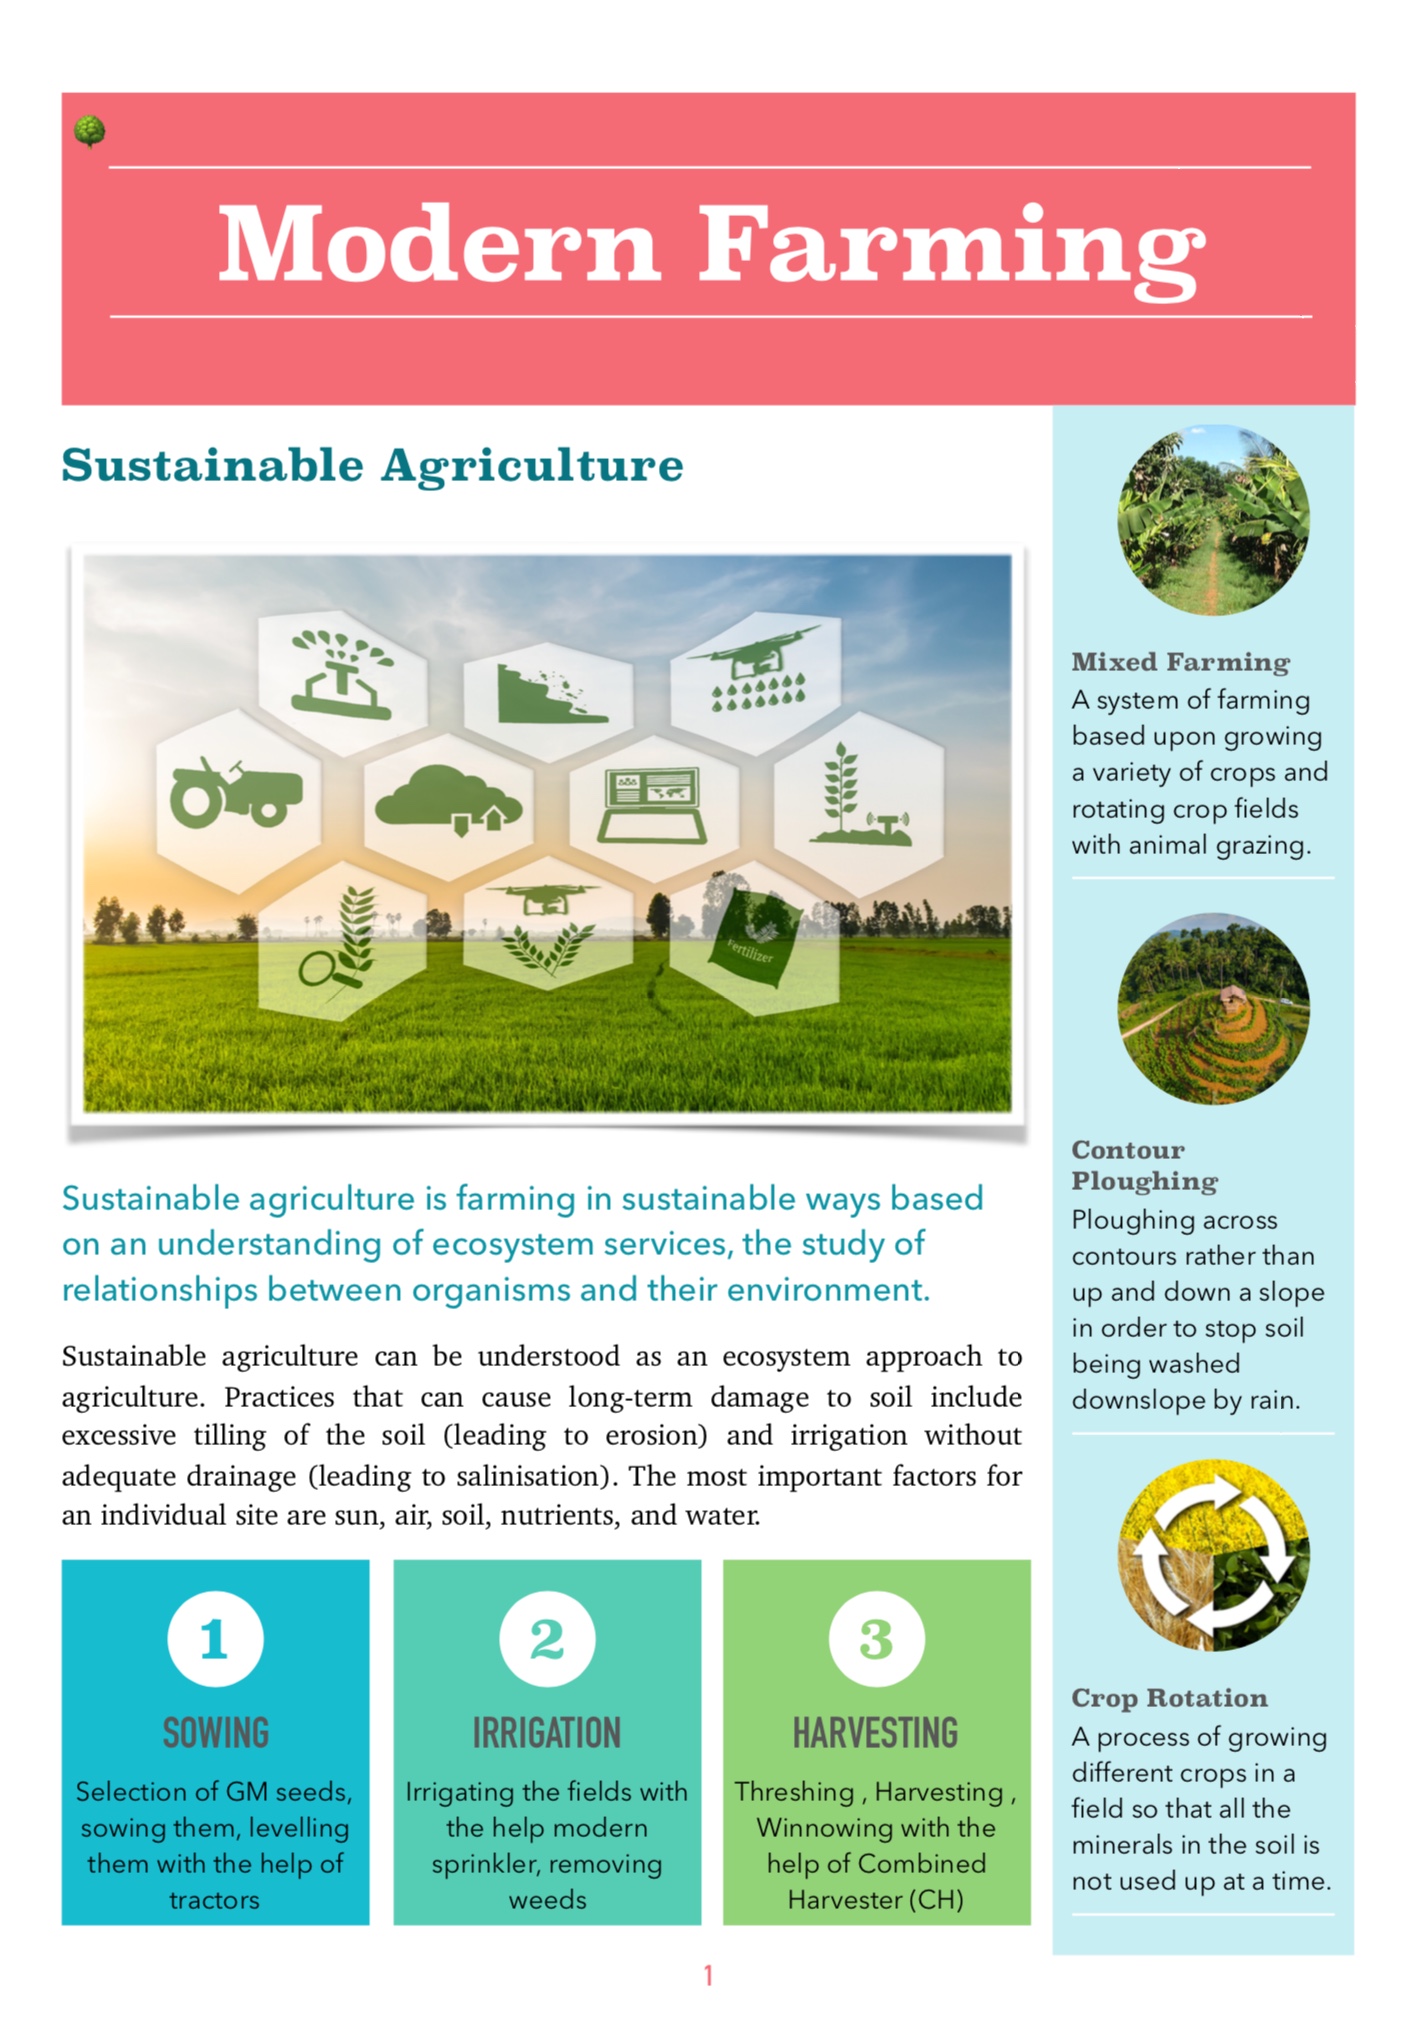 Modern Farming
Sustainable Agriculture
vertilizer
Sustainable agriculture is farming in sustainable ways based
on an understanding of ecosystem services, the study of
relationships between organisms and their environment.
Sustainable agriculture can be understood as an ecosystem approach to
agriculture. Practices that can cause long-term damage to soil include
excessive tilling of the soil (leading to erosion) and irrigation without
adequate drainage (leading to salinisation). The most important factors for
an individual site are sun, air, soil, nutrients, and water.
1
SOWING
Selection of GM seeds,
sowing them, levelling
them with the help of
tractors
2
IRRIGATION
Irrigating the fields with
the help modern
sprinkler, removing
weeds
3
HARVESTING
Threshing , Harvesting ,
Winnowing with the
help of Combined
Harvester (CH)
Mixed Farming
A system of farming
based upon growing
a variety of crops and
rotating crop fields
with animal grazing.
Contour
Ploughing
Ploughing across
contours rather than
up and down a slope
in order to stop soil
being washed
downslope by rain.
Crop Rotation
A process of growing
different crops in a
field so that all the
minerals in the soil is
not used up at a time.
1